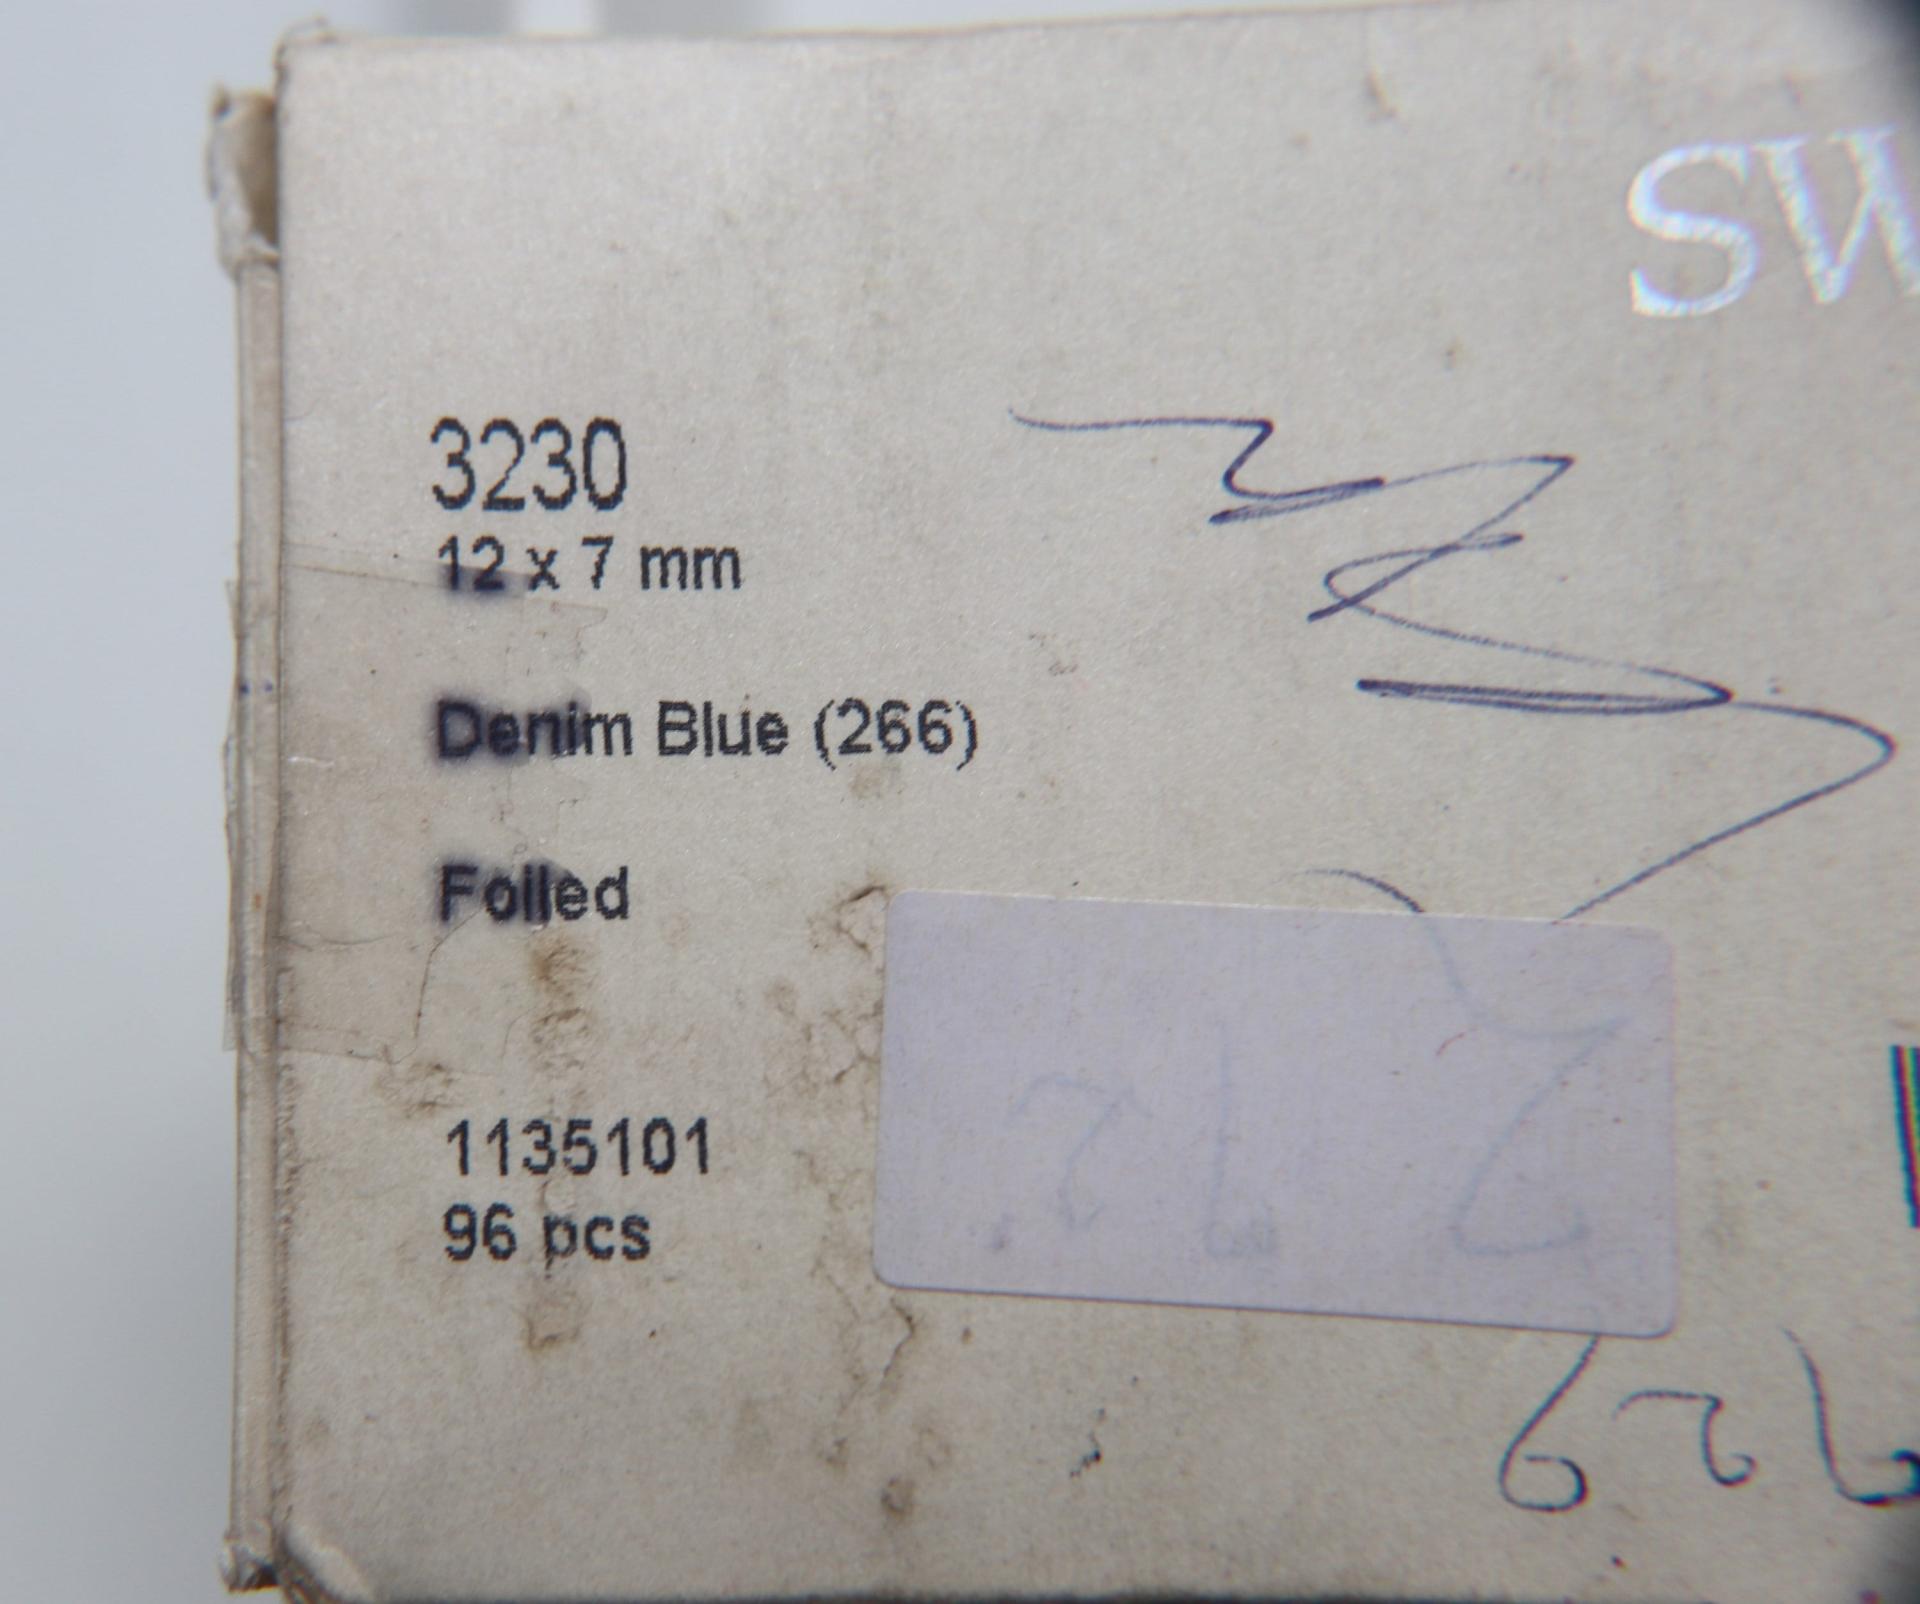 SW
3230
12 x 7 mm
Denim Blue (266)
Foiled
1135101
96 pcs